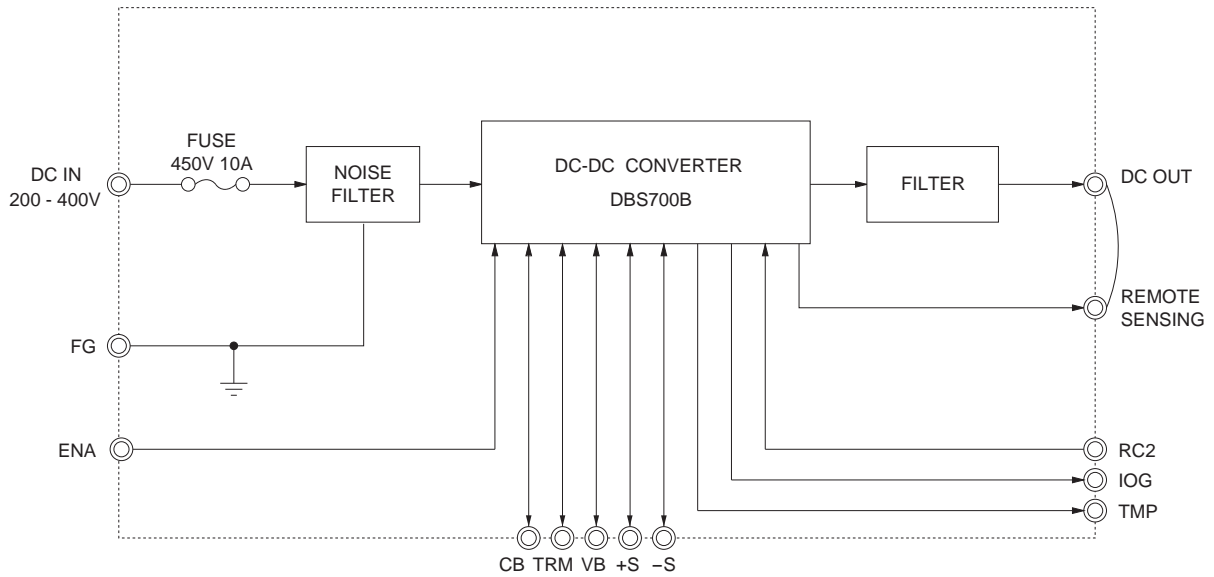 FUSE
450V 10A
DC IN
200 - 400V
NOISE
FILTER
DC-DC CONVERTER
DBS700B
FILTER
DC OUT
REMOTE
SENSING
FG
ENA
RC2
IOG
TMP
CB TRM VB +S −S